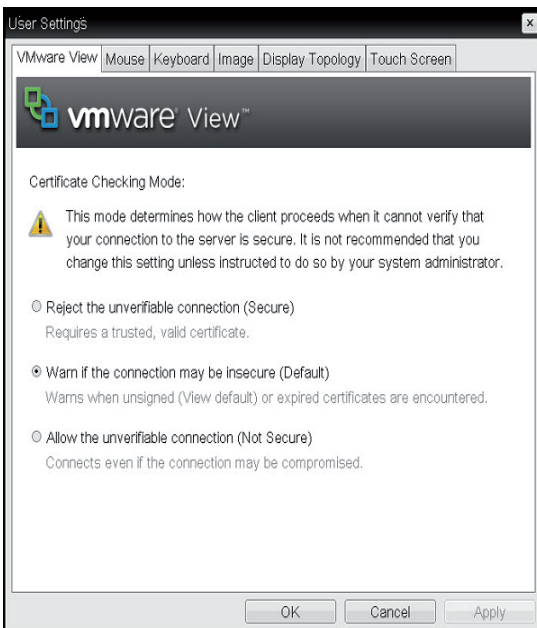 User Settings
VMware View Mouse Keyboard Image Display Topology Touch Screen
vmware View™
Certificate Checking Mode:
This mode determines how the client proceeds when it cannot verify that
your connection to the server is secure. It is not recommended that you
change this setting unless instructed to do so by your system administrator.
Reject the unverifiable connection (Secure)
Requires a trusted, valid certificate.
Warn if the connection may be insecure (Default)
Warns when unsigned (View default) or expired certificates are encountered.
Allow the unverifiable connection (Not Secure)
Connects even if the connection may be compromised.
OK Cancel Apply